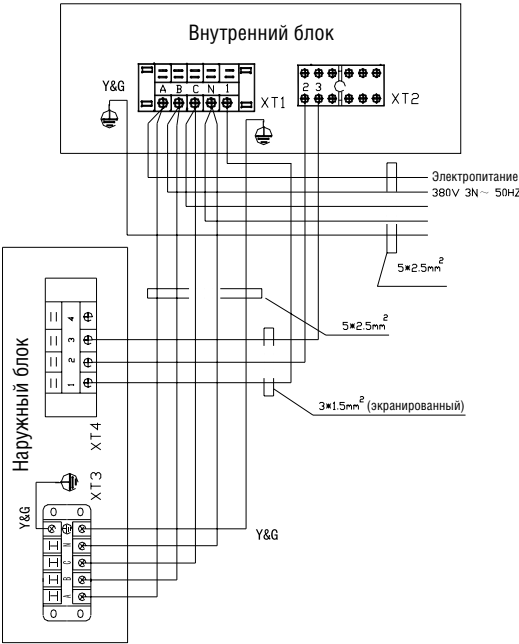 Внутренний блок
Y&G
A B C N 1
XT1
2 3
XT2
Электропитание
380V 3N~ 50HZ
5*2.5mm²
5*2.5mm²
3*1.5mm² (экранированный)
Наружный блок
4
3
2
1
XT4
XT3
Y&G
N
C
B
A
Y&G